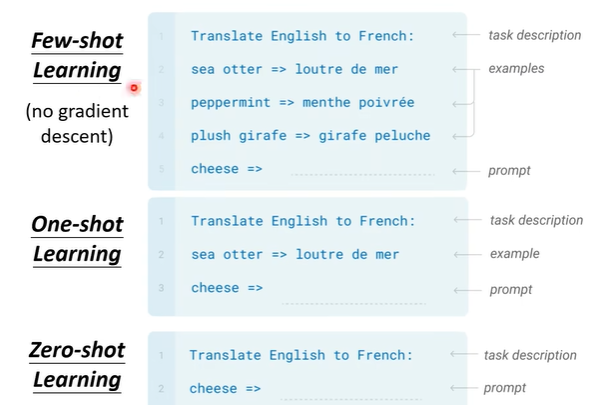 Few-shot
Learning
(no gradient
descent)
1 Translate English to French: task description
2 sea otter => loutre de mer examples
3 peppermint => menthe poivrée
4 plush girafe => girafe peluche
5 cheese => prompt
One-shot
Learning
1 Translate English to French: task description
2 sea otter => loutre de mer example
3 cheese => prompt
Zero-shot
Learning
1 Translate English to French: task description
2 cheese => prompt